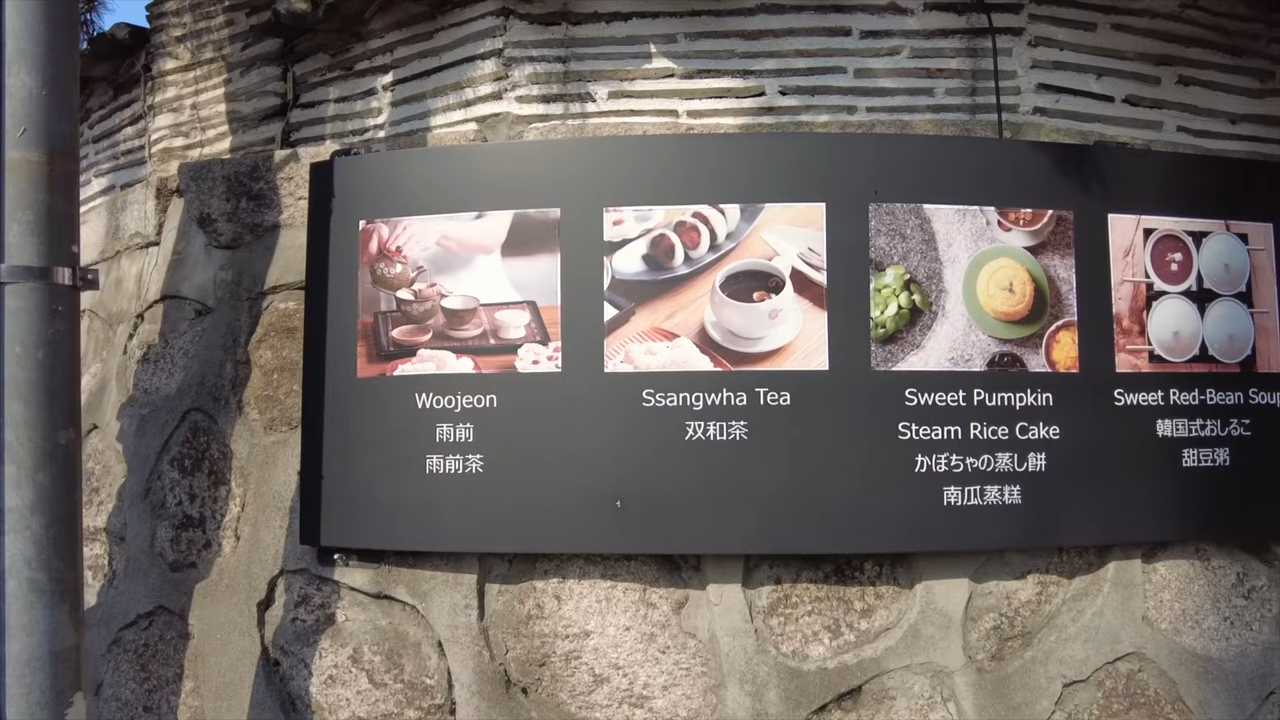 Woojeon
雨前
雨前茶
Ssangwha Tea
双和茶
Sweet Pumpkin
Steam Rice Cake
かぼちゃの蒸し餅
南瓜蒸糕
Sweet Red-Bean Soup
韓国式おしるこ
甜豆粥